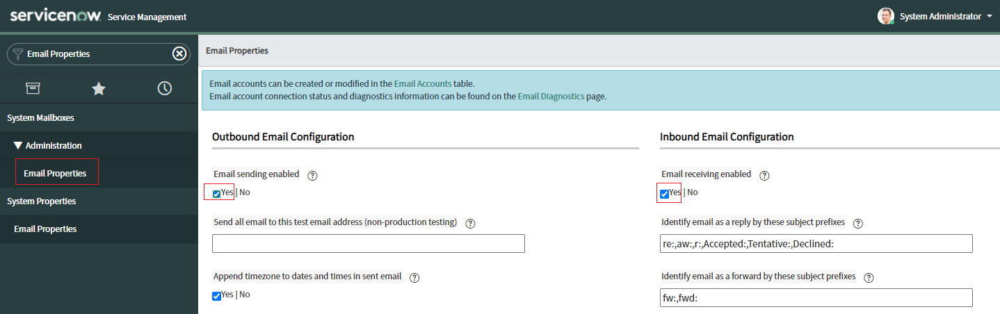 servicenow. Service Management
System Administrator
Email Properties
System Mailboxes
Administration
Email Properties
System Properties
Email Properties
Email Properties
Email accounts can be created or modified in the Email Accounts table.
Email account connection status and diagnostics information can be found on the Email Diagnostics page.
Outbound Email Configuration
Email sending enabled ?
Yes | No
Send all email to this test email address (non-production testing) ?
Append timezone to dates and times in sent email ?
Yes | No
Inbound Email Configuration
Email receiving enabled ?
Yes | No
Identify email as a reply by these subject prefixes ?
re:,aw:,r:,Accepted:,Tentative:,Declined:
Identify email as a forward by these subject prefixes ?
fw:,fwd: